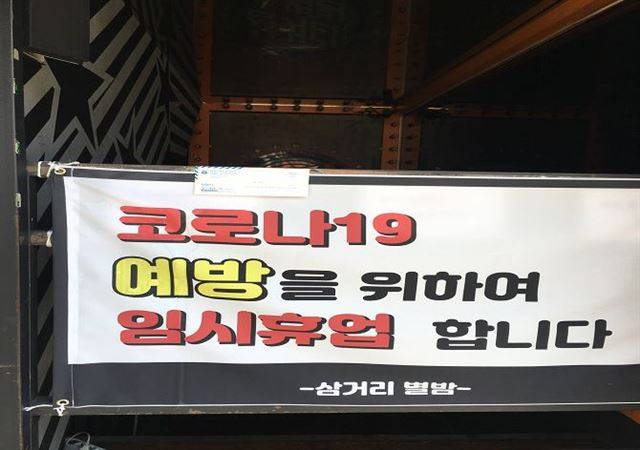 코로나19
예방을 위하여
임시휴업 합니다
-삼거리 별밤-